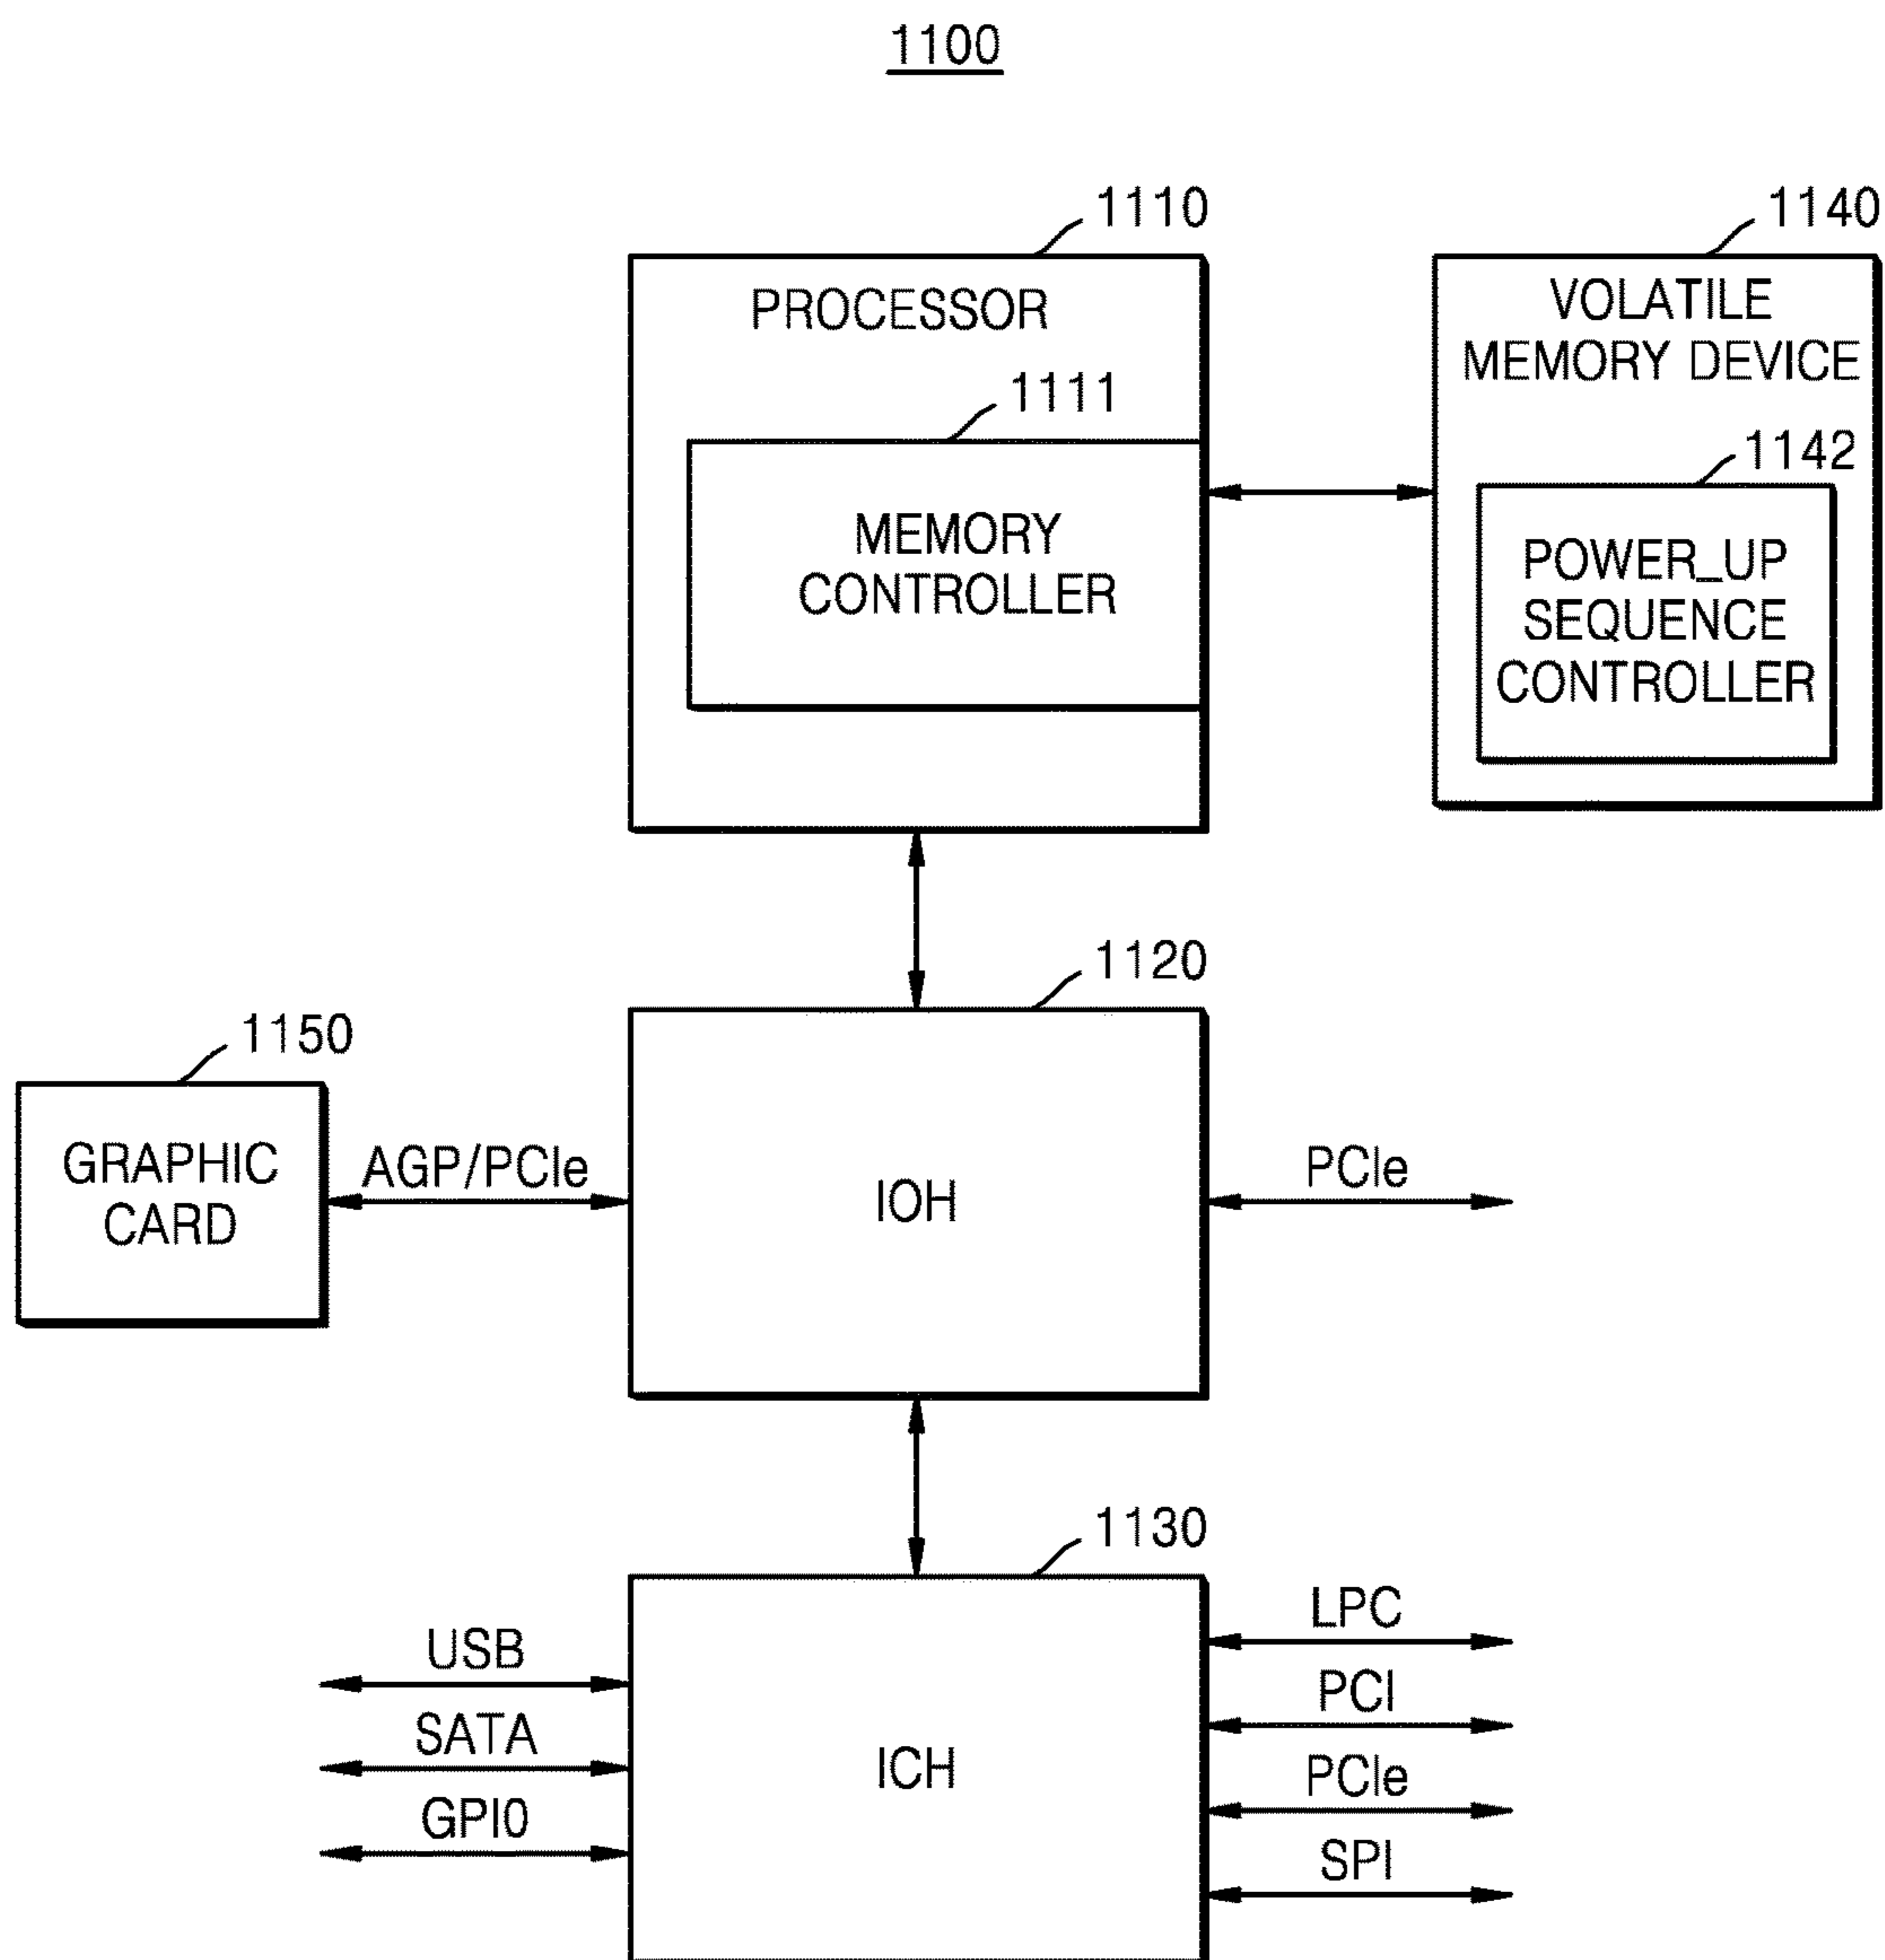 1100
1110
PROCESSOR
1111
MEMORY
CONTROLLER
1140
VOLATILE
MEMORY DEVICE
1142
POWER_UP
SEQUENCE
CONTROLLER
1120
IOH
1150
GRAPHIC
CARD
AGP/PCIe
PCIe
1130
ICH
USB
SATA
GPI0
LPC
PCI
PCIe
SPI